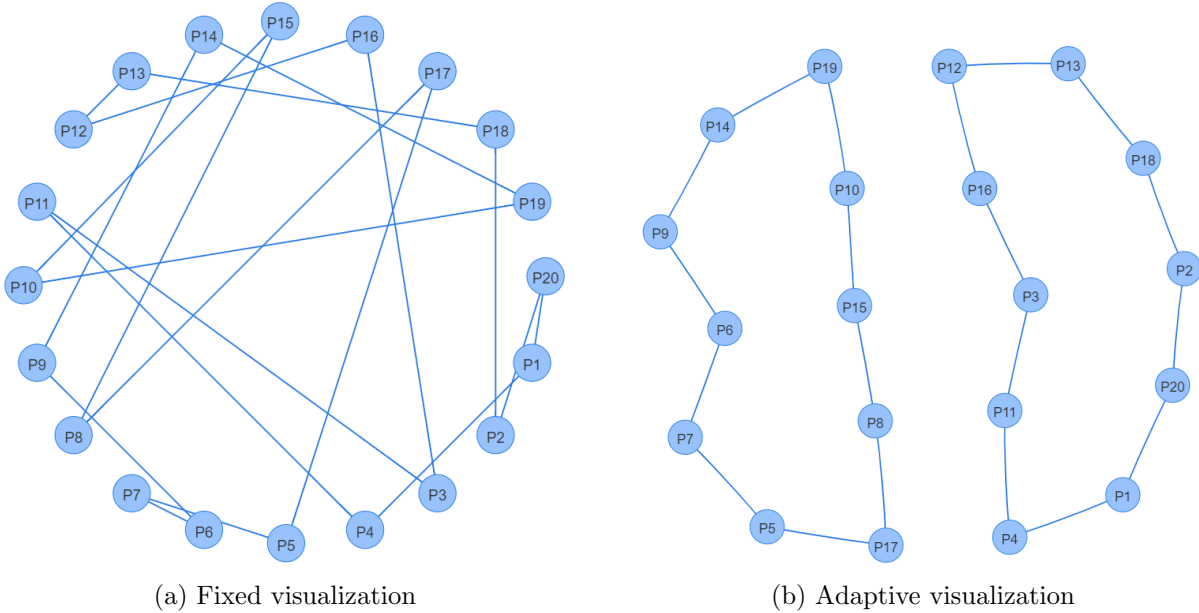 P15
P14
P16
P13
P17
P12
P18
P11
P19
P10
P20
P9
P1
P8
P2
P7
P3
P6
P4
P5
(a) Fixed visualization
P19
P12
P13
P14
P18
P10
P16
P9
P2
P3
P15
P6
P20
P11
P8
P7
P1
P5
P4
P17
(b) Adaptive visualization